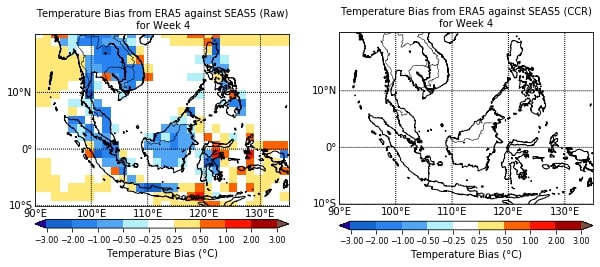 Temperature Bias from ERA5 against SEAS5 (Raw)
for Week 4
10°N
0°
10°S
90°E 100°E 110°E 120°E 130°E
−3.00 −2.00 −1.00 −0.50 −0.25 0.25 0.50 1.00 2.00 3.00
Temperature Bias (°C)
Temperature Bias from ERA5 against SEAS5 (CCR)
for Week 4
10°N
0°
10°S
90°E 100°E 110°E 120°E 130°E
−3.00 −2.00 −1.00 −0.50 −0.25 0.25 0.50 1.00 2.00 3.00
Temperature Bias (°C)